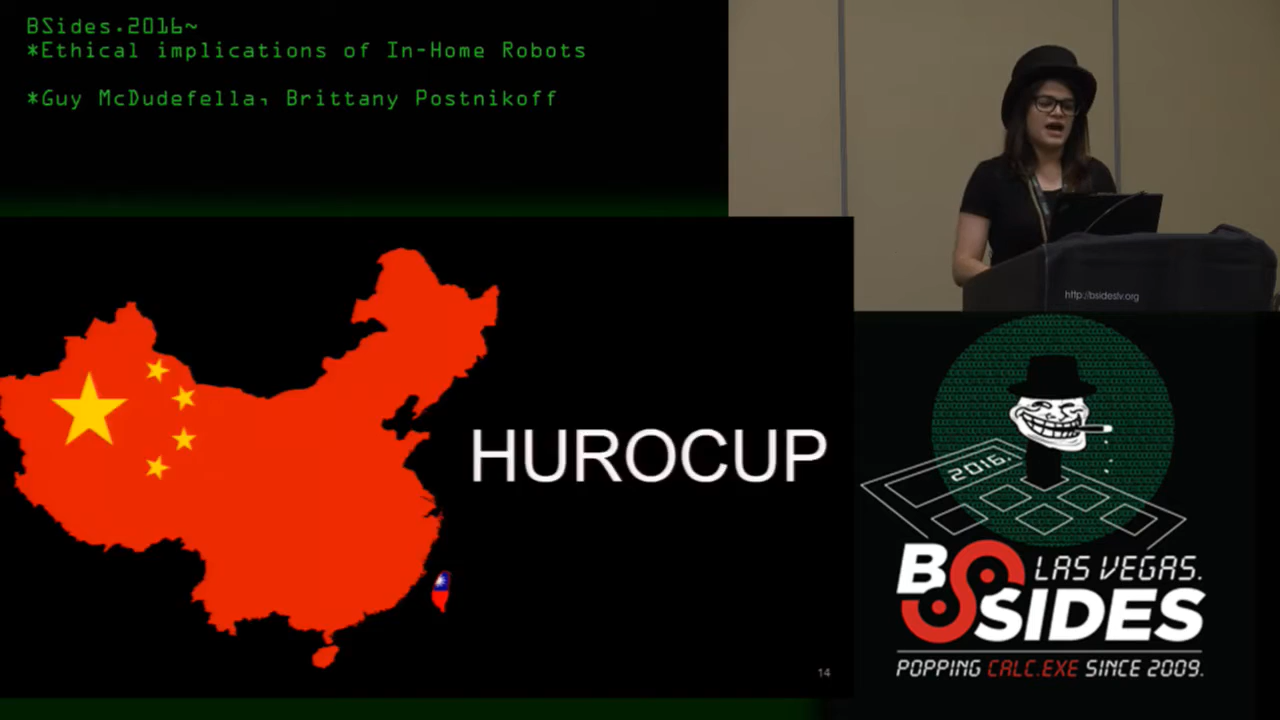 BSides.2016~
*Ethical implications of In-Home Robots
*Guy McDudefella, Brittany Postnikoff
http://bsideslv.org
HUROCUP
14
2016.
BSIDES
LAS VEGAS.
POPPING CALC.EXE SINCE 2009.